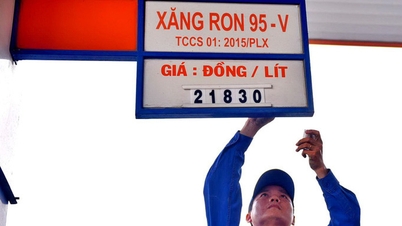 XĂNG RON 95 - V
TCCS 01: 2015/PLX
GIÁ : ĐỒNG / LÍT
21830